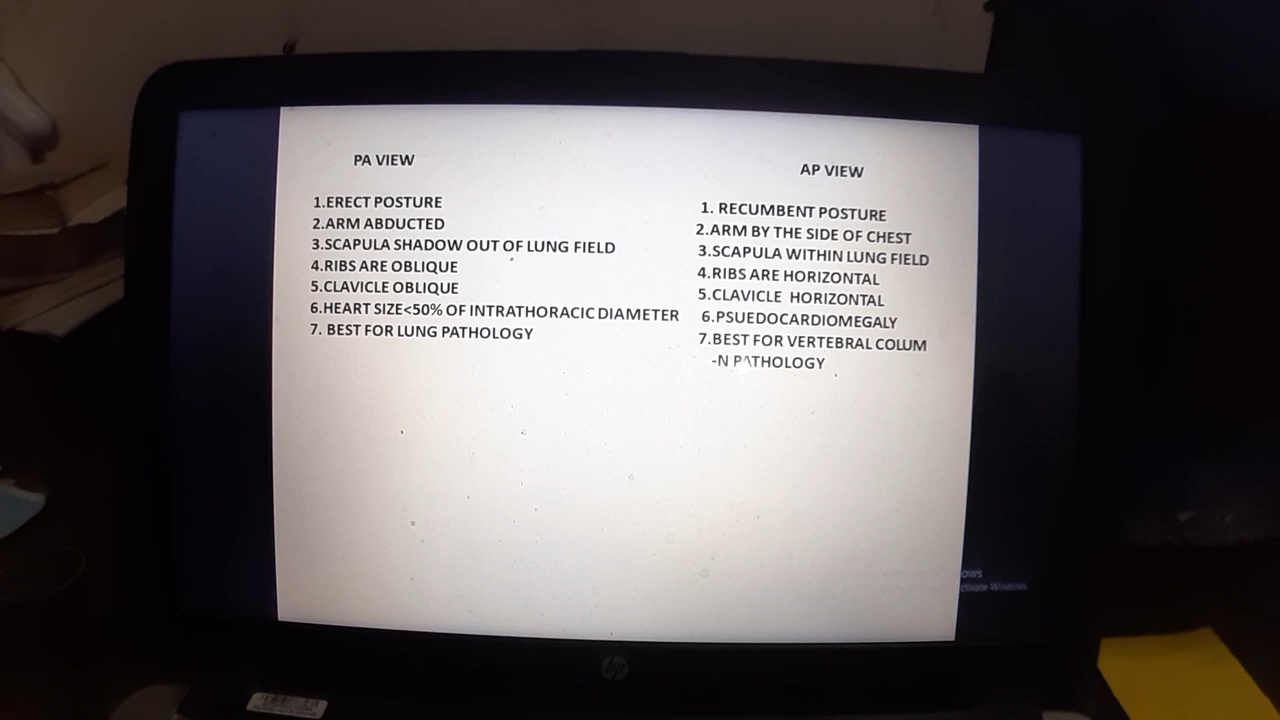 PA VIEW
1.ERECT POSTURE
2.ARM ABDUCTED
3.SCAPULA SHADOW OUT OF LUNG FIELD
4.RIBS ARE OBLIQUE
5.CLAVICLE OBLIQUE
6.HEART SIZE<50% OF INTRATHORACIC DIAMETER
7. BEST FOR LUNG PATHOLOGY
AP VIEW
1. RECUMBENT POSTURE
2.ARM BY THE SIDE OF CHEST
3.SCAPULA WITHIN LUNG FIELD
4.RIBS ARE HORIZONTAL
5.CLAVICLE HORIZONTAL
6.PSUEDOCARDIOMEGALY
7.BEST FOR VERTEBRAL COLUM
-N PATHOLOGY
hp